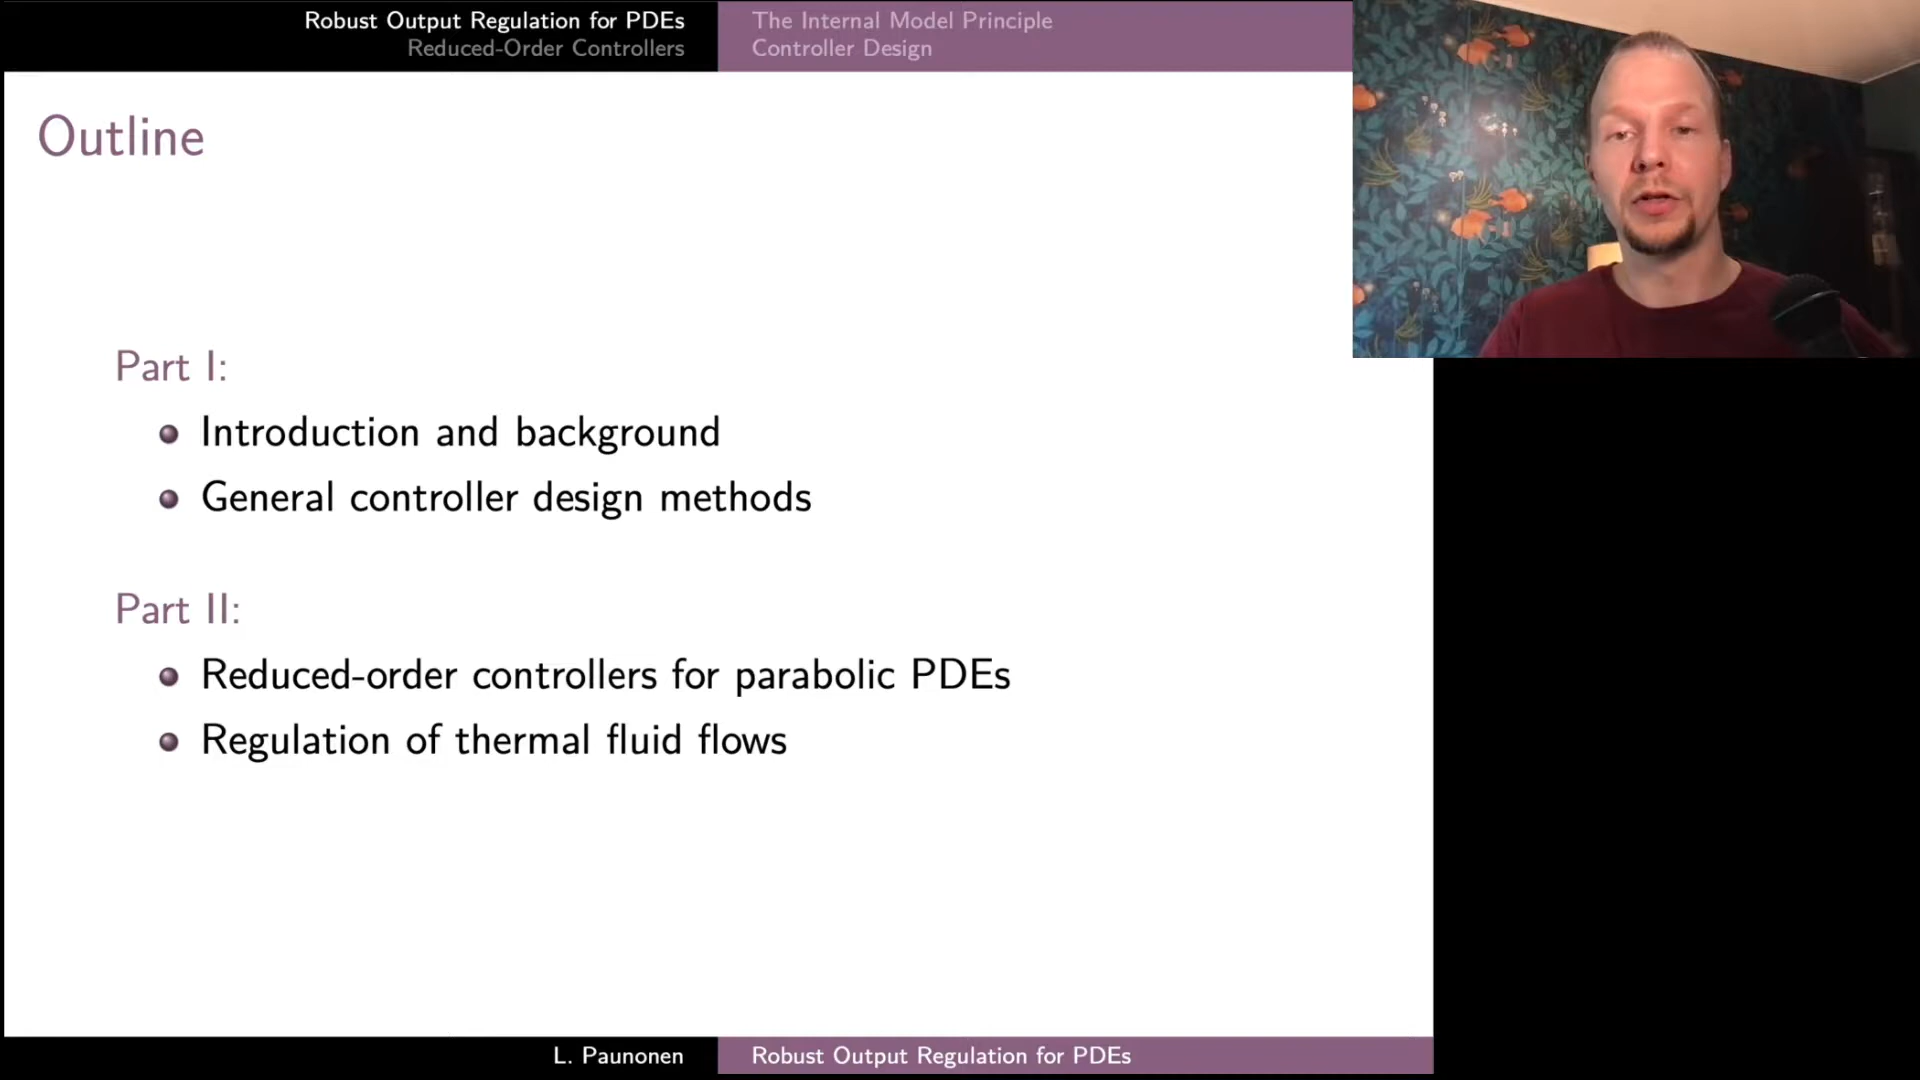 Robust Output Regulation for PDEs
Reduced-Order Controllers
The Internal Model Principle
Controller Design
Outline
Part I:
Introduction and background
General controller design methods
Part II:
Reduced-order controllers for parabolic PDEs
Regulation of thermal fluid flows
L. Paunonen
Robust Output Regulation for PDEs